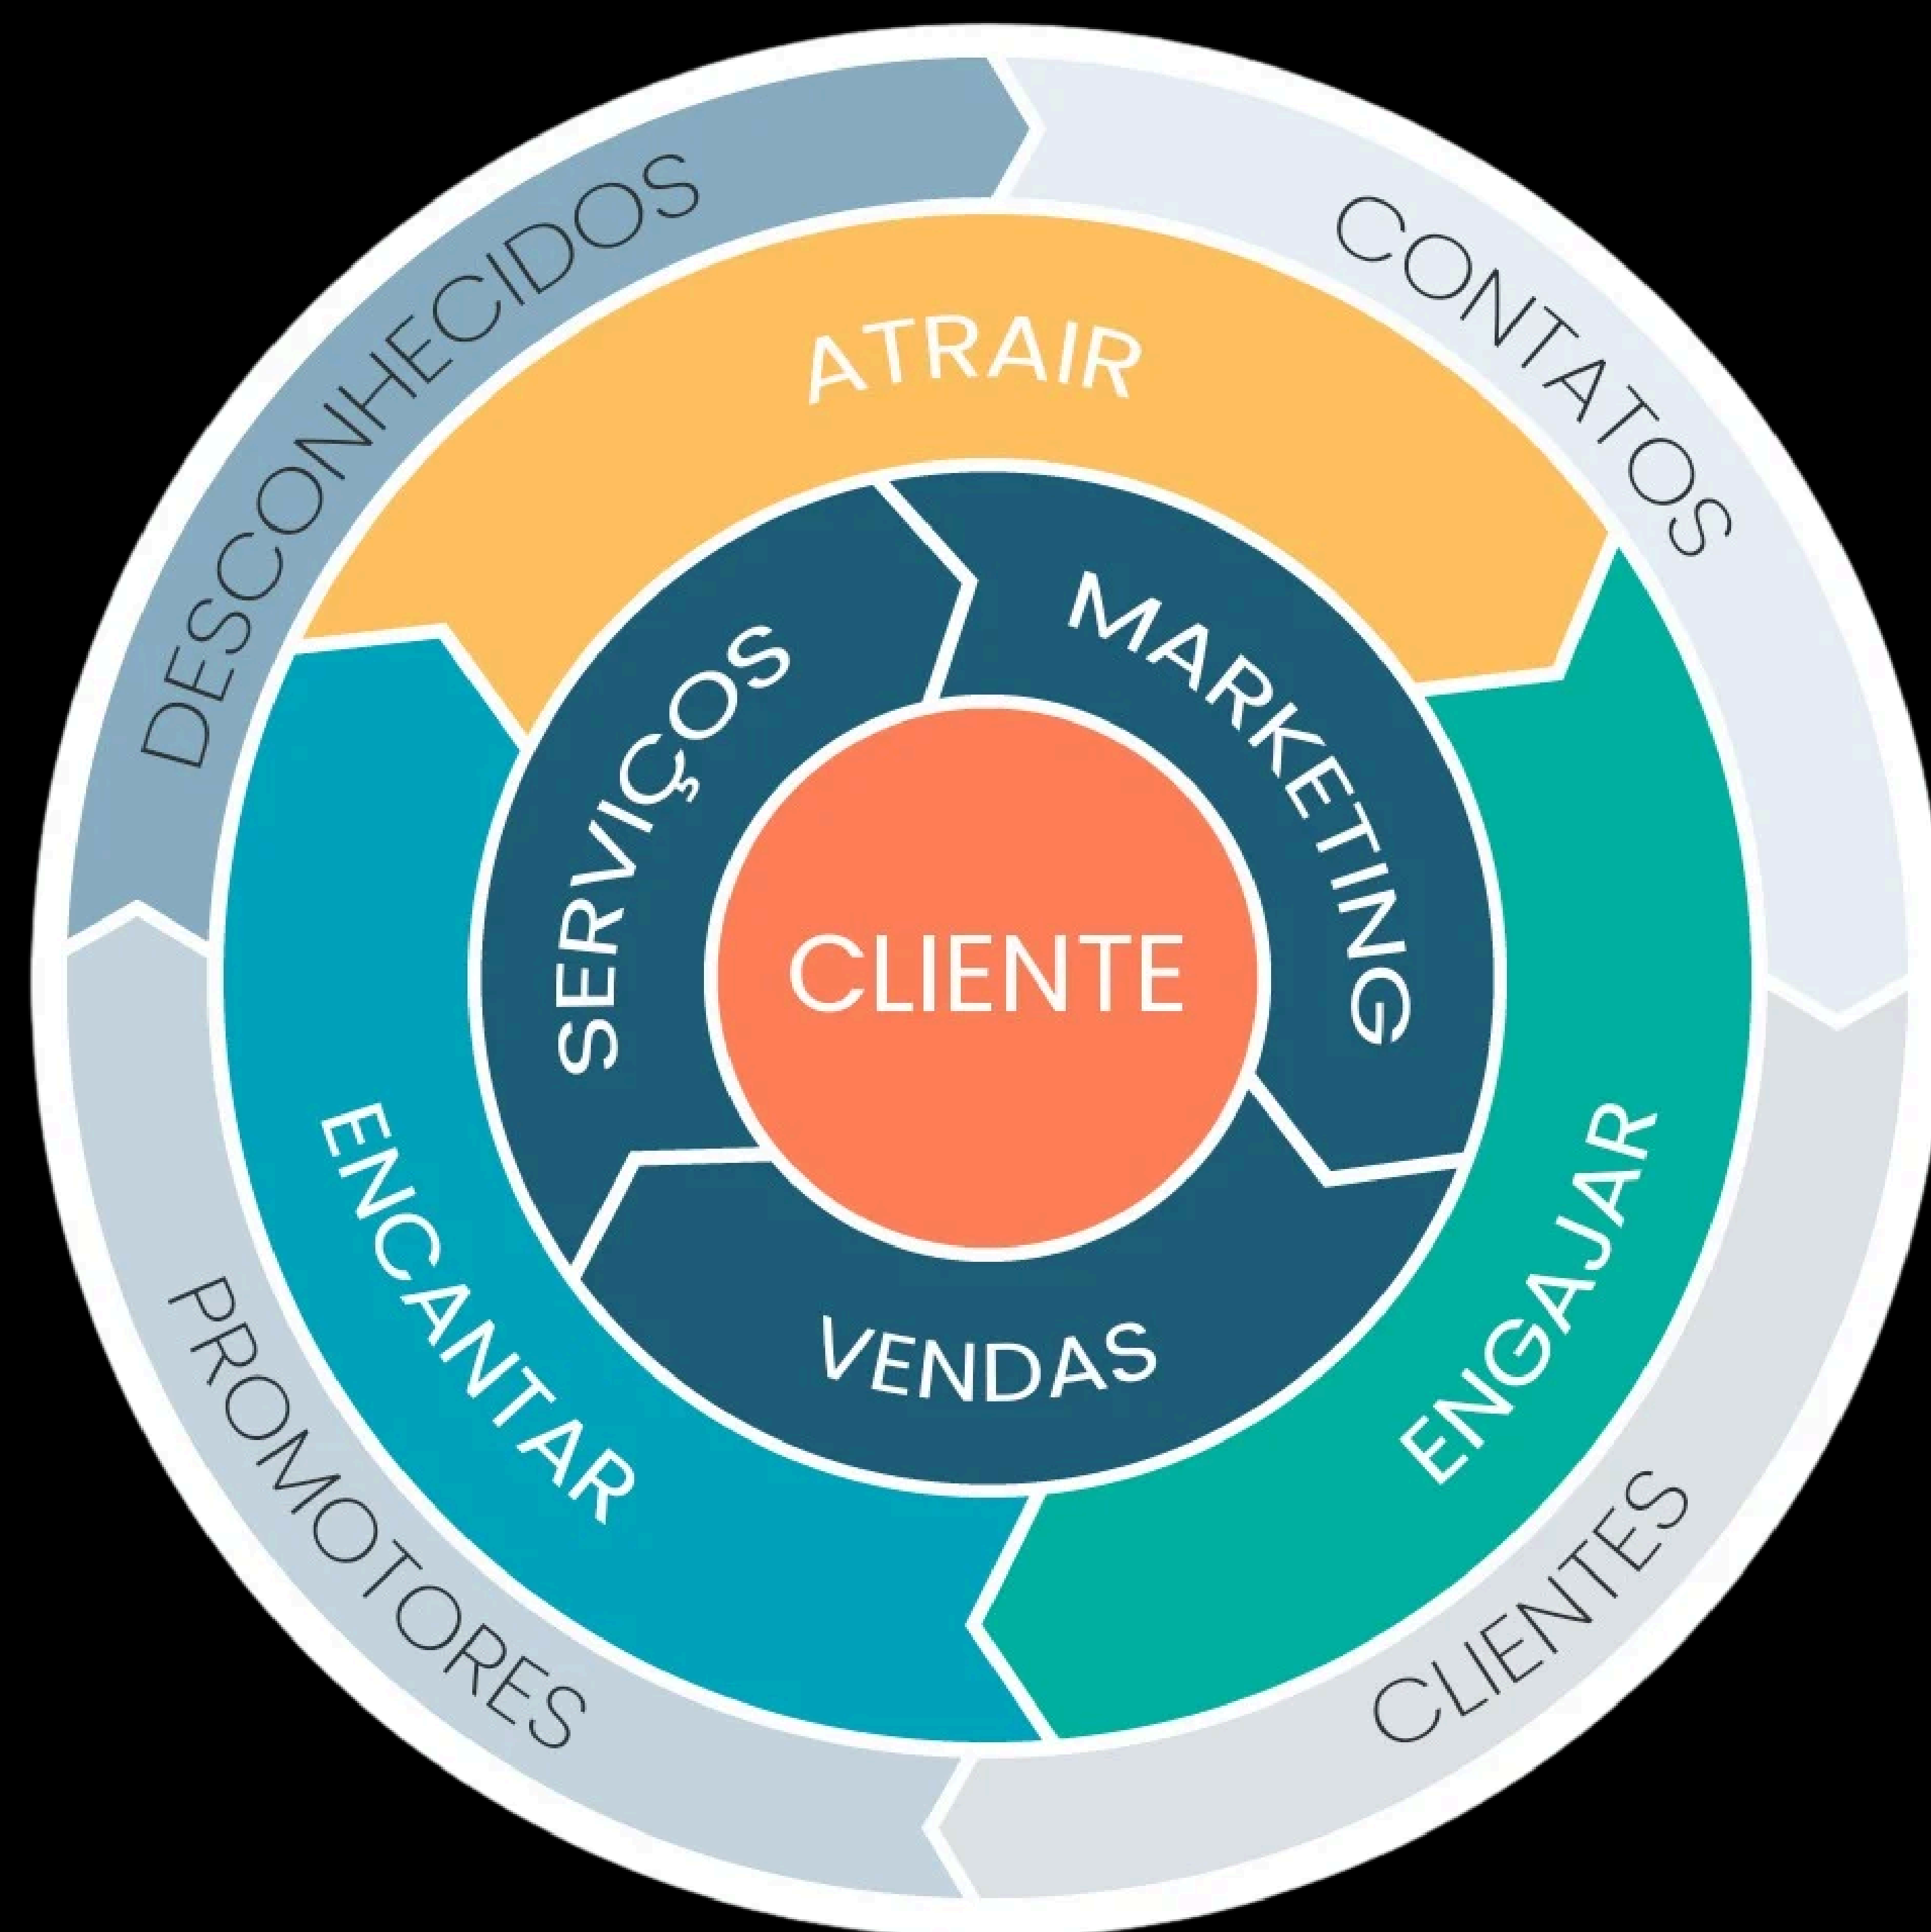 DESCONHECIDOS
CONTATOS
CLIENTES
PROMOTORES
ATRAIR
ENGAJAR
ENCANTAR
MARKETING
VENDAS
SERVIÇOS
CLIENTE